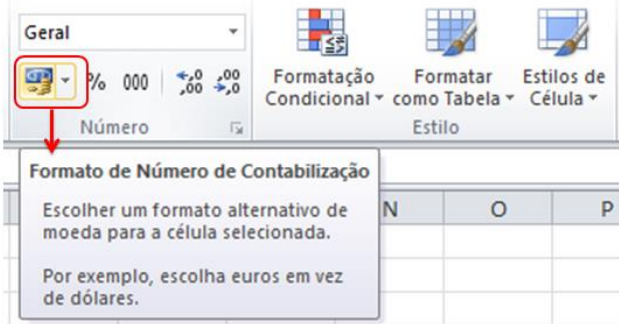 Geral
% 000 ,0 ,00 ,00 ,0
Formatação Condicional
Formatar como Tabela
Estilos de Célula
Número
Estilo
Formato de Número de Contabilização
Escolher um formato alternativo de
moeda para a célula selecionada.
Por exemplo, escolha euros em vez
de dólares.
N O P